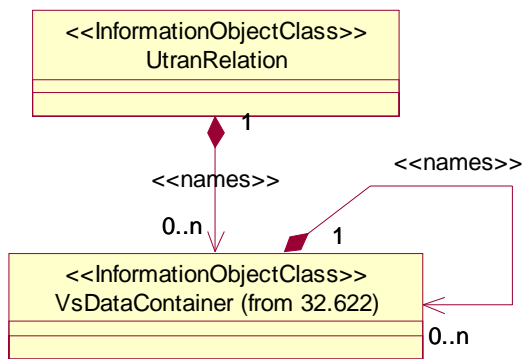 <<InformationObjectClass>>
UtranRelation
1
<<names>>
<<names>>
0..n
1
<<InformationObjectClass>>
VsDataContainer (from 32.622)
0..n